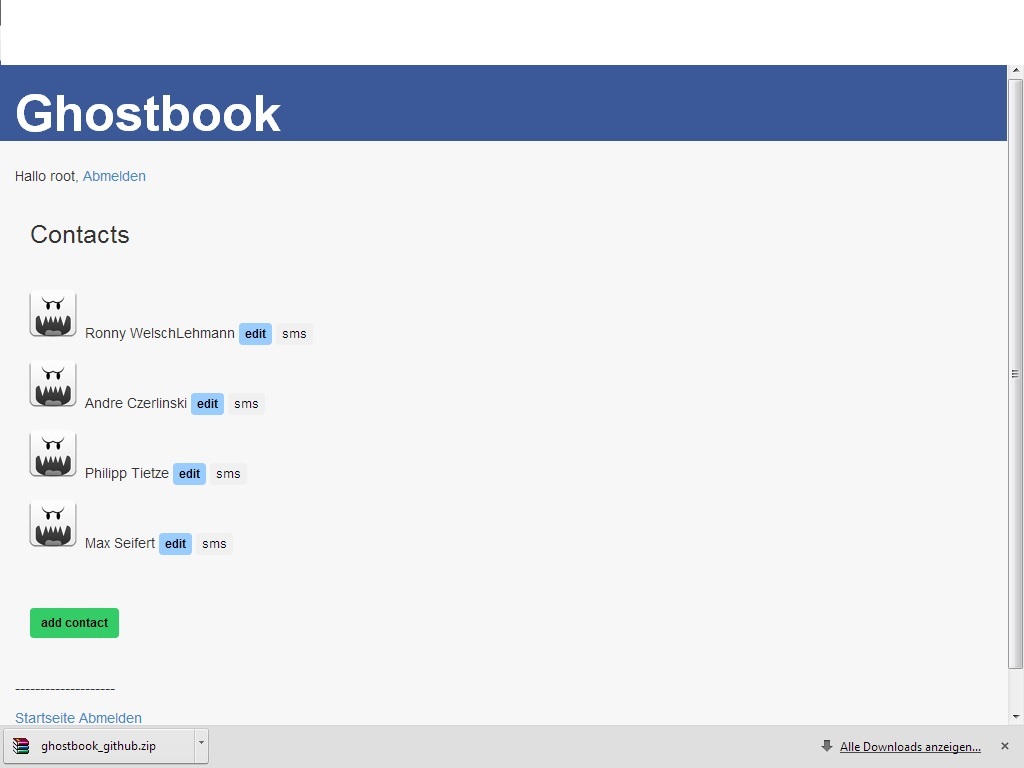 Ghostbook
Hallo root, Abmelden
Contacts
Ronny WelschLehmann edit sms
Andre Czerlinski edit sms
Philipp Tietze edit sms
Max Seifert edit sms
add contact
--------------------
Startseite Abmelden
ghostbook_github.zip
Alle Downloads anzeigen...